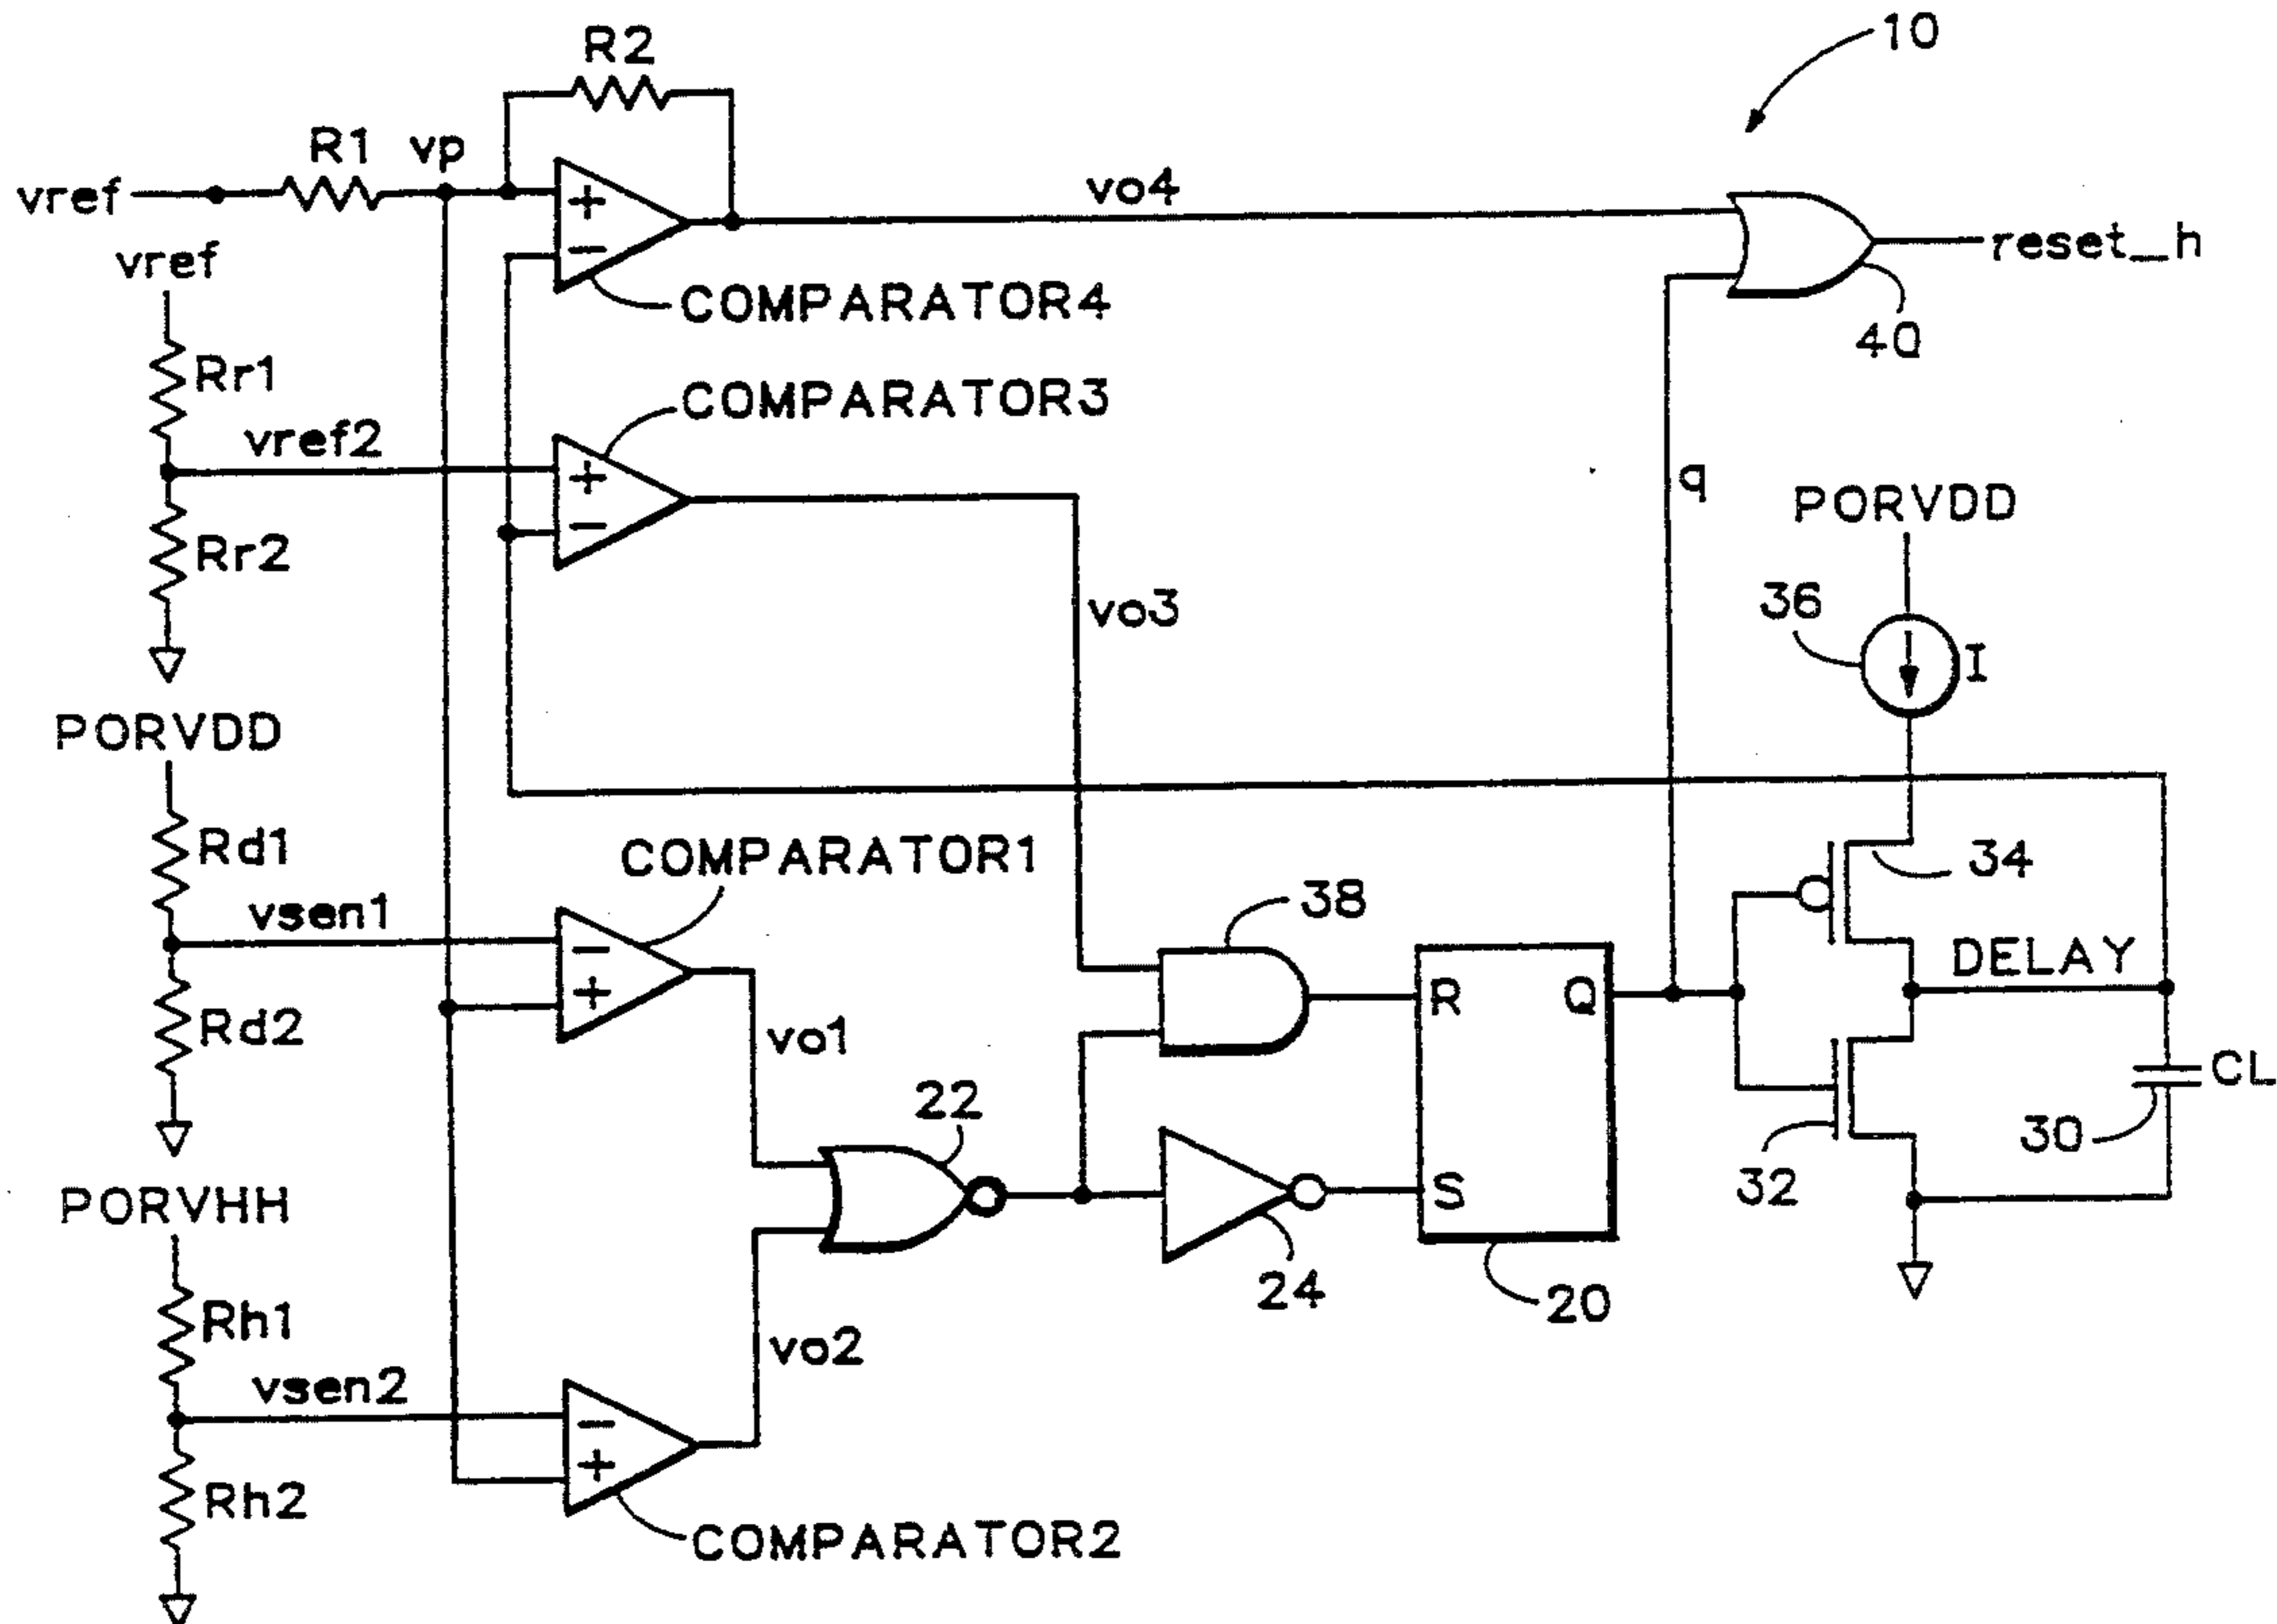 10
R2
R1
vp
vref
+
−
vo4
reset_h
vref
COMPARATOR4
40
Rr1
COMPARATOR3
vref2
+
−
q
PORVDD
Rr2
vo3
36
I
PORVDD
Rd1
COMPARATOR1
34
38
vsen1
−
+
DELAY
R
Q
Rd2
vo1
CL
22
30
PORVHH
S
32
24
20
Rh1
vo2
vsen2
−
+
Rh2
COMPARATOR2